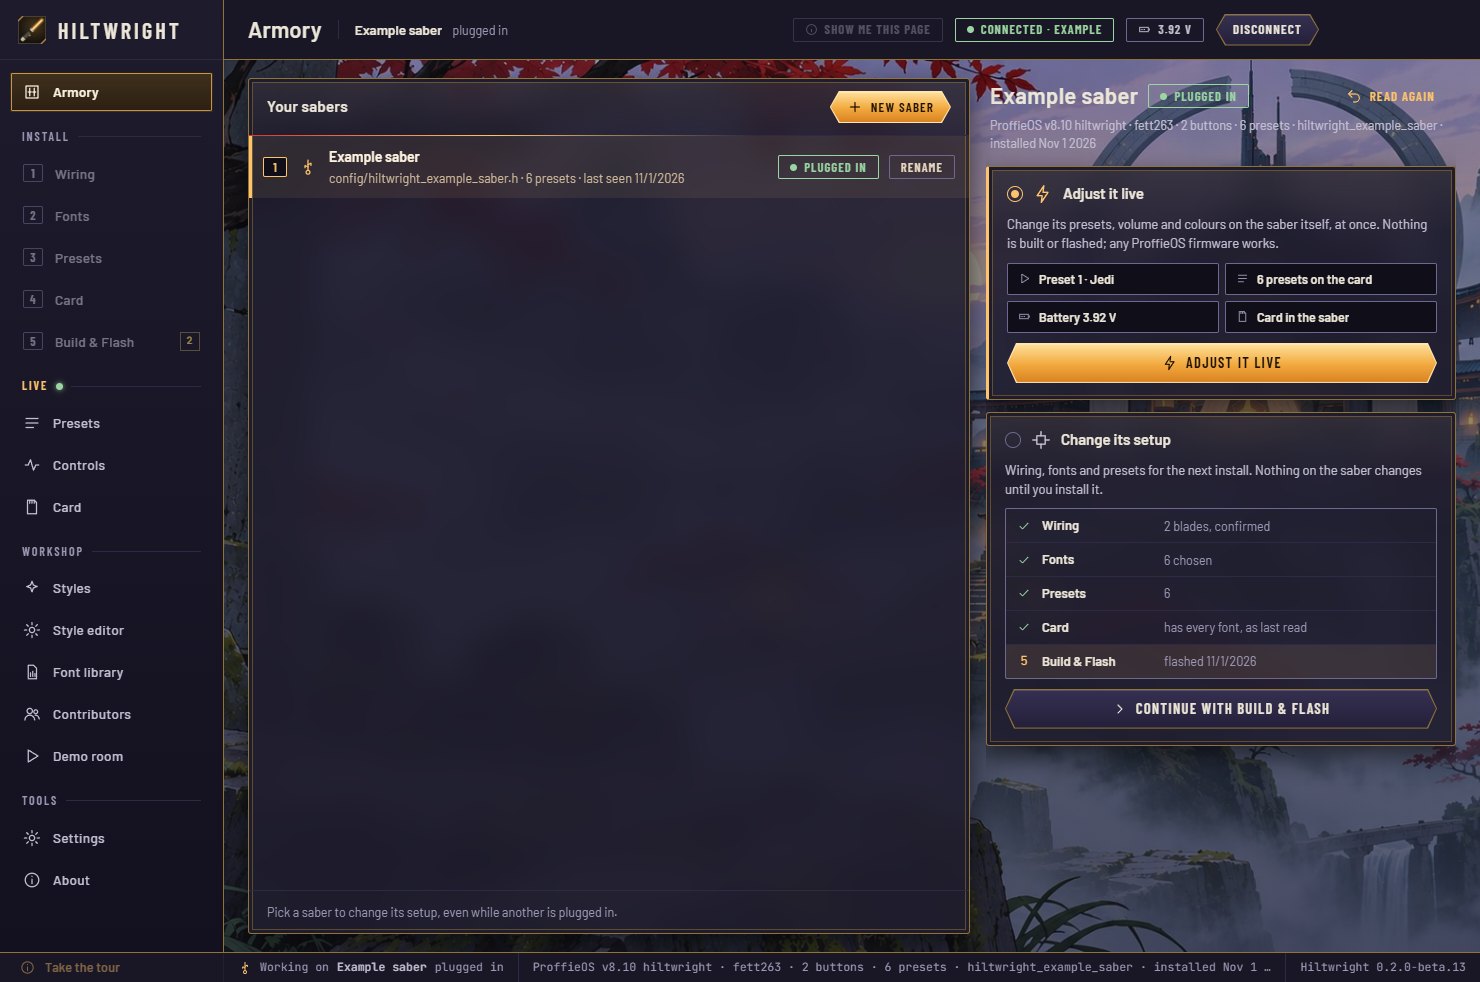 HILTWRIGHT
Armory
Example saber plugged in
SHOW ME THIS PAGE
CONNECTED · EXAMPLE
3.92 V
DISCONNECT
Armory
INSTALL
1 Wiring
2 Fonts
3 Presets
4 Card
5 Build & Flash 2
LIVE
Presets
Controls
Card
WORKSHOP
Styles
Style editor
Font library
Contributors
Demo room
TOOLS
Settings
About
Take the tour
Your sabers
+ NEW SABER
1 Example saber
config/hiltwright_example_saber.h · 6 presets · last seen 11/1/2026
PLUGGED IN
RENAME
Pick a saber to change its setup, even while another is plugged in.
Example saber PLUGGED IN
READ AGAIN
ProffieOS v8.10 hiltwright · fett263 · 2 buttons · 6 presets · hiltwright_example_saber ·
installed Nov 1 2026
Adjust it live
Change its presets, volume and colours on the saber itself, at once. Nothing
is built or flashed; any ProffieOS firmware works.
Preset 1 · Jedi
6 presets on the card
Battery 3.92 V
Card in the saber
ADJUST IT LIVE
Change its setup
Wiring, fonts and presets for the next install. Nothing on the saber changes
until you install it.
Wiring 2 blades, confirmed
Fonts 6 chosen
Presets 6
Card has every font, as last read
5 Build & Flash flashed 11/1/2026
CONTINUE WITH BUILD & FLASH
Working on Example saber plugged in
ProffieOS v8.10 hiltwright · fett263 · 2 buttons · 6 presets · hiltwright_example_saber · installed Nov 1 …
Hiltwright 0.2.0-beta.13